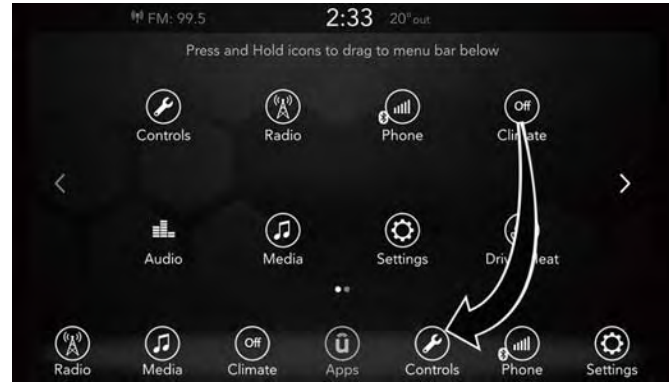 FM: 99.5 2:33 20°out
Press and Hold icons to drag to menu bar below
Controls Radio Phone Off
Climate
Audio Media Settings
Off û
Radio Media Climate Apps Controls Phone Settings